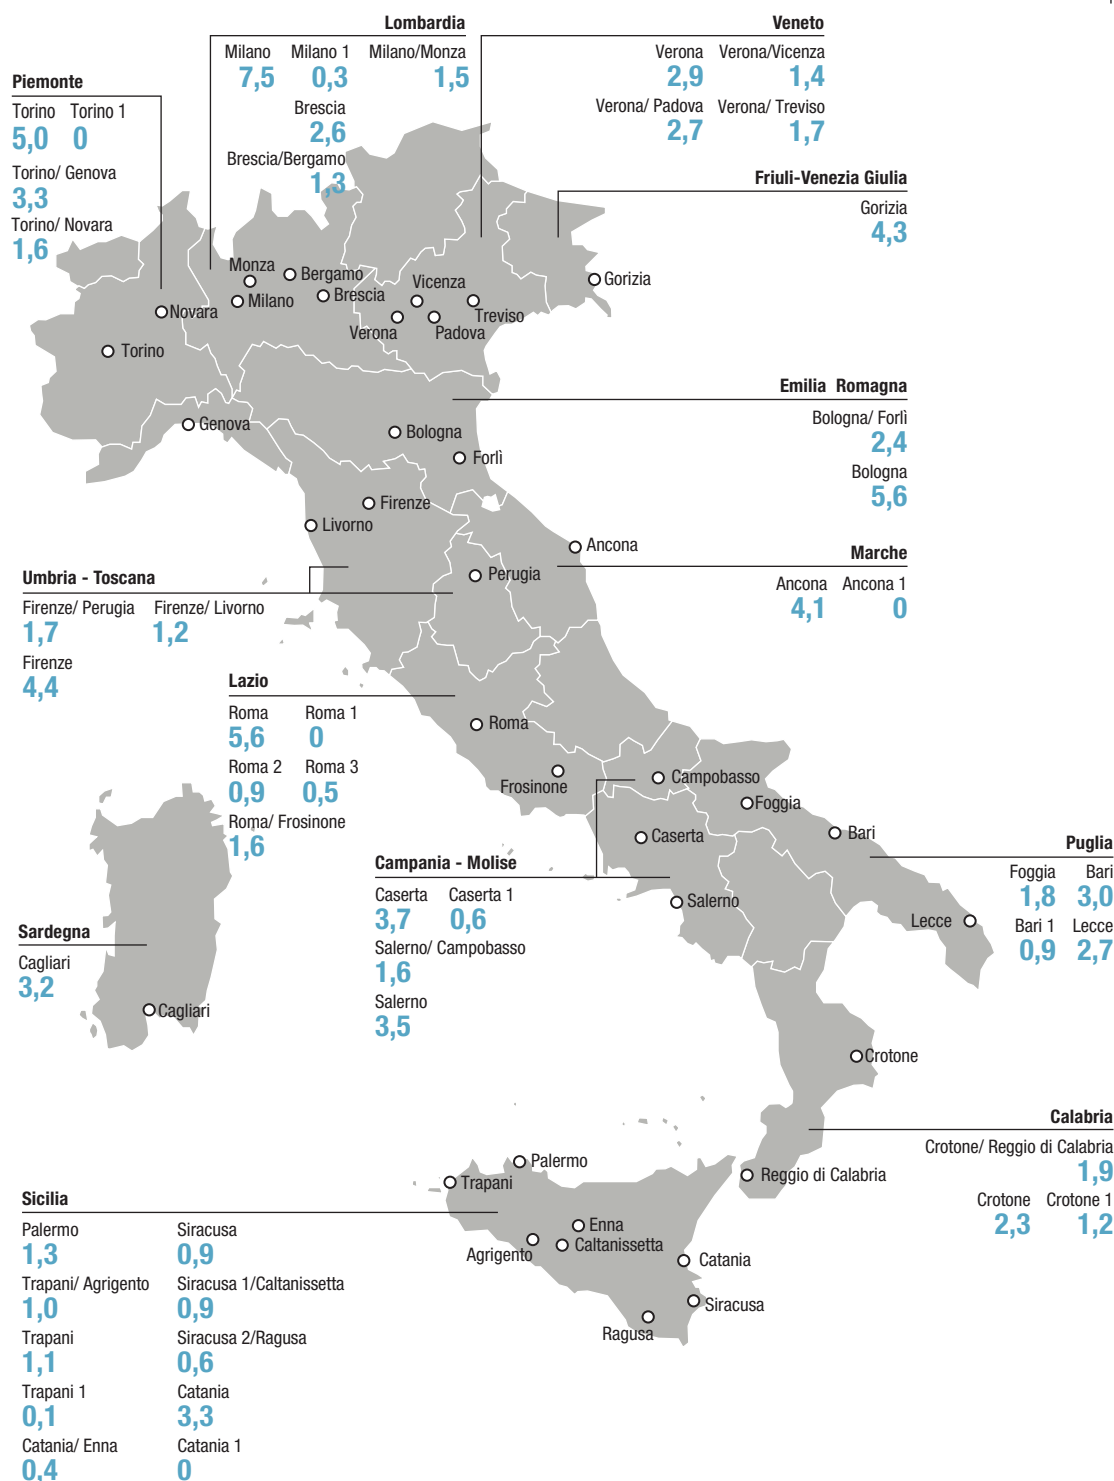 Lombardia
Milano Milano 1 Milano/Monza
7,5 0,3 1,5
Brescia
2,6
Brescia/Bergamo
1,3
Veneto
Verona Verona/Vicenza
2,9 1,4
Verona/ Padova Verona/ Treviso
2,7 1,7
Piemonte
Torino Torino 1
5,0 0
Torino/ Genova
3,3
Torino/ Novara
1,6
Friuli-Venezia Giulia
Gorizia
4,3
Monza
Bergamo
Milano
Brescia
Novara
Torino
Vicenza
Treviso
Verona
Padova
Gorizia
Genova
Bologna
Forlì
Emilia Romagna
Bologna/ Forlì
2,4
Bologna
5,6
Firenze
Livorno
Ancona
Perugia
Marche
Ancona Ancona 1
4,1 0
Umbria - Toscana
Firenze/ Perugia Firenze/ Livorno
1,7 1,2
Firenze
4,4
Lazio
Roma Roma 1
5,6 0
Roma 2 Roma 3
0,9 0,5
Roma/ Frosinone
1,6
Roma
Frosinone
Campobasso
Foggia
Caserta
Bari
Salerno
Lecce
Campania - Molise
Caserta Caserta 1
3,7 0,6
Salerno/ Campobasso
1,6
Salerno
3,5
Puglia
Foggia Bari
1,8 3,0
Bari 1 Lecce
0,9 2,7
Sardegna
Cagliari
3,2
Cagliari
Crotone
Calabria
Crotone/ Reggio di Calabria
1,9
Crotone Crotone 1
2,3 1,2
Reggio di Calabria
Palermo
Trapani
Enna
Caltanissetta
Agrigento
Catania
Siracusa
Ragusa
Sicilia
Palermo Siracusa
1,3 0,9
Trapani/ Agrigento Siracusa 1/Caltanissetta
1,0 0,9
Trapani Siracusa 2/Ragusa
1,1 0,6
Trapani 1 Catania
0,1 3,3
Catania/ Enna Catania 1
0,4 0